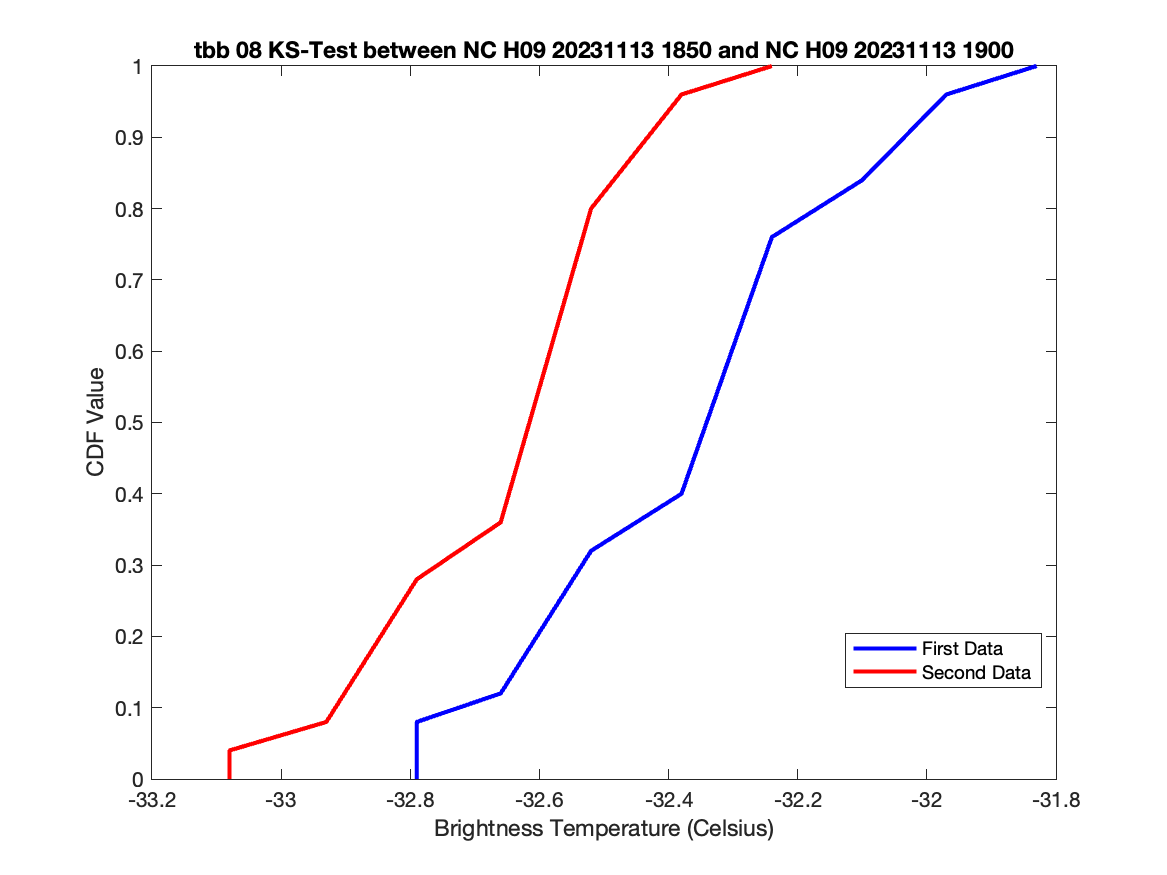 tbb 08 KS-Test between NC H09 20231113 1850 and NC H09 20231113 1900
1
0.9
0.8
0.7
0.6
0.5
0.4
0.3
0.2
0.1
0
CDF Value
First Data
Second Data
-33.2 -33 -32.8 -32.6 -32.4 -32.2 -32 -31.8
Brightness Temperature (Celsius)